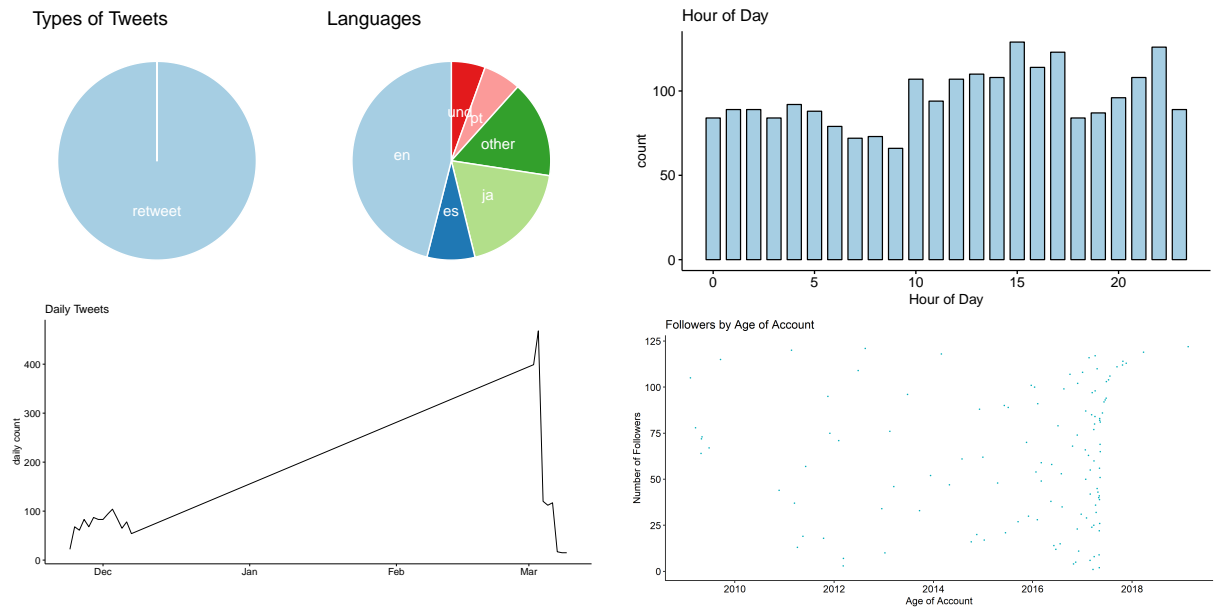 Types of Tweets
retweet
Languages
und
pt
other
en
ja
es
Hour of Day
count
100
50
0
0 5 10 15 20
Hour of Day
Daily Tweets
daily count
400
300
200
100
0
Dec Jan Feb Mar
Followers by Age of Account
Number of Followers
125
100
75
50
25
0
2010 2012 2014 2016 2018
Age of Account